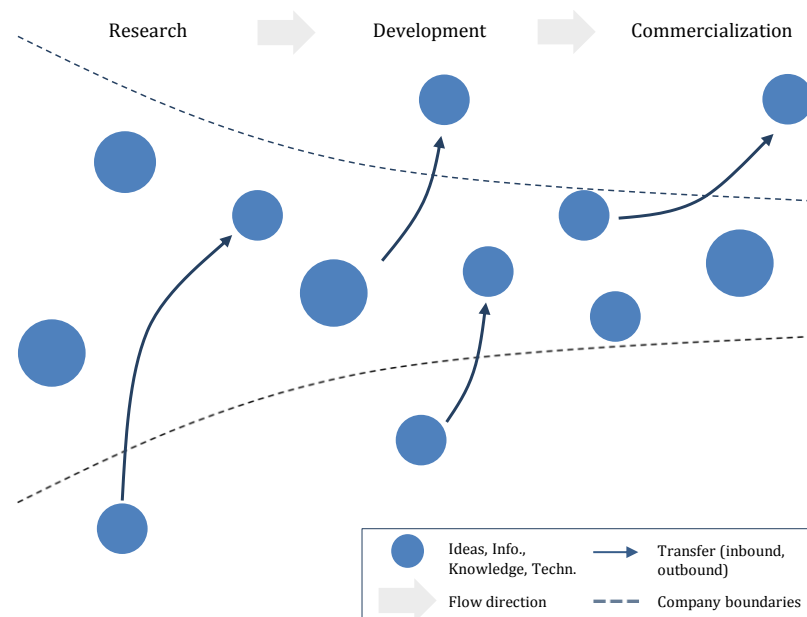 Research
Development
Commercialization
Ideas, Info.,
Knowledge, Techn.
Transfer (inbound,
outbound)
Flow direction
Company boundaries